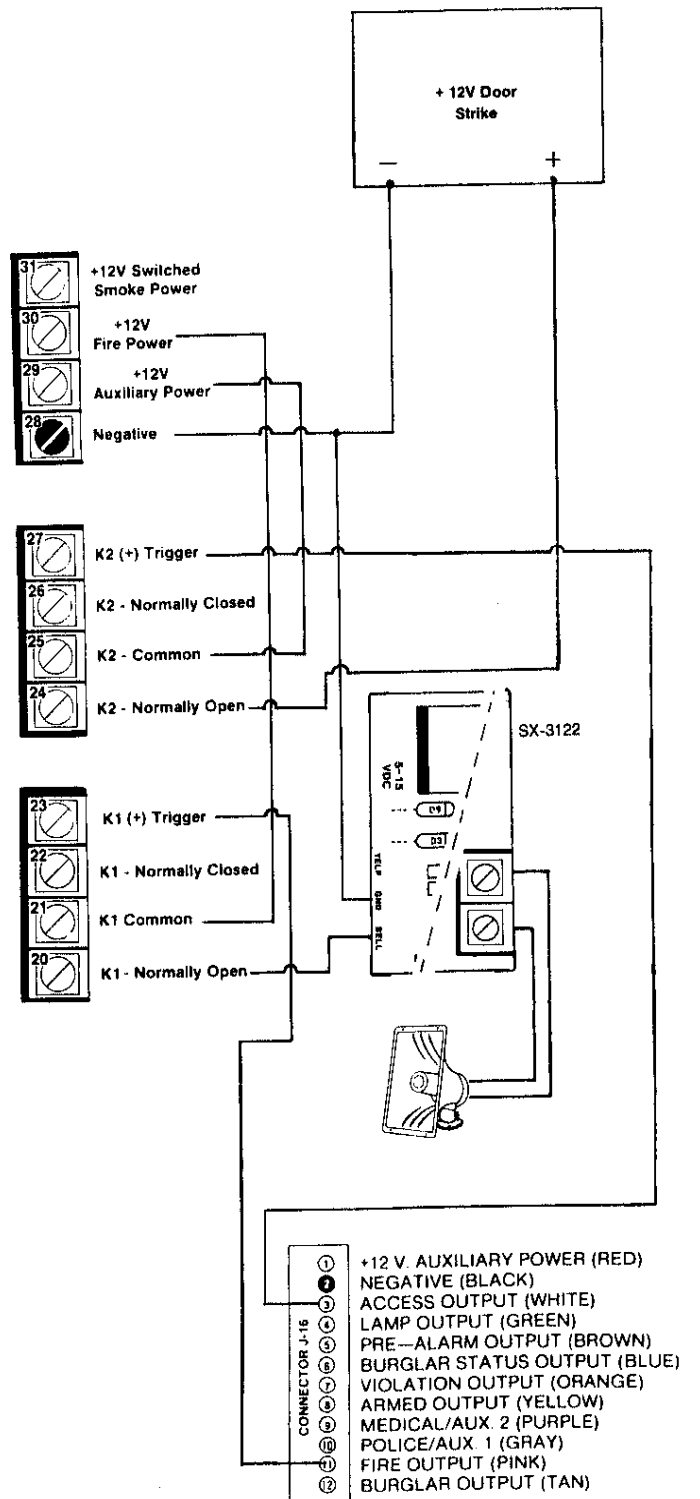 + 12V Door
Strike
− +
31 +12V Switched
Smoke Power
30 +12V
Fire Power
29 +12V
Auxiliary Power
28 Negative
27 K2 (+) Trigger
26 K2 - Normally Closed
25 K2 - Common
24 K2 - Normally Open
SX-3122
5-15
VDC
D3
YELP
GND
BELL
23 K1 (+) Trigger
22 K1 - Normally Closed
21 K1 Common
20 K1 - Normally Open
CONNECTOR J-16
1 +12 V. AUXILIARY POWER (RED)
2 NEGATIVE (BLACK)
3 ACCESS OUTPUT (WHITE)
4 LAMP OUTPUT (GREEN)
5 PRE—ALARM OUTPUT (BROWN)
6 BURGLAR STATUS OUTPUT (BLUE)
7 VIOLATION OUTPUT (ORANGE)
8 ARMED OUTPUT (YELLOW)
9 MEDICAL/AUX. 2 (PURPLE)
10 POLICE/AUX. 1 (GRAY)
11 FIRE OUTPUT (PINK)
12 BURGLAR OUTPUT (TAN)